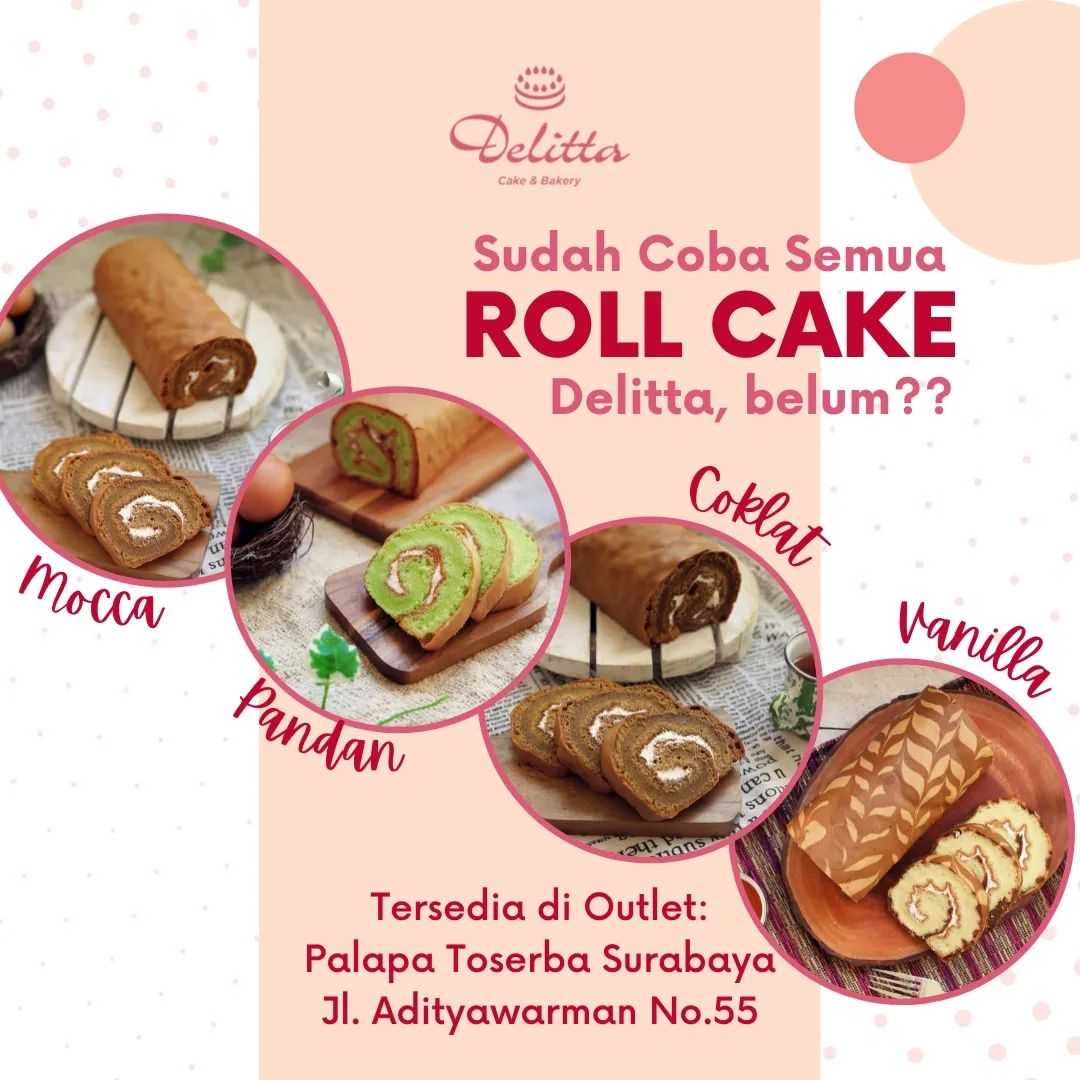 Delitta
Cake & Bakery
Sudah Coba Semua
ROLL CAKE
Delitta, belum??
Mocca
Pandan
Coklat
Vanilla
Tersedia di Outlet:
Palapa Toserba Surabaya
Jl. Adityawarman No.55